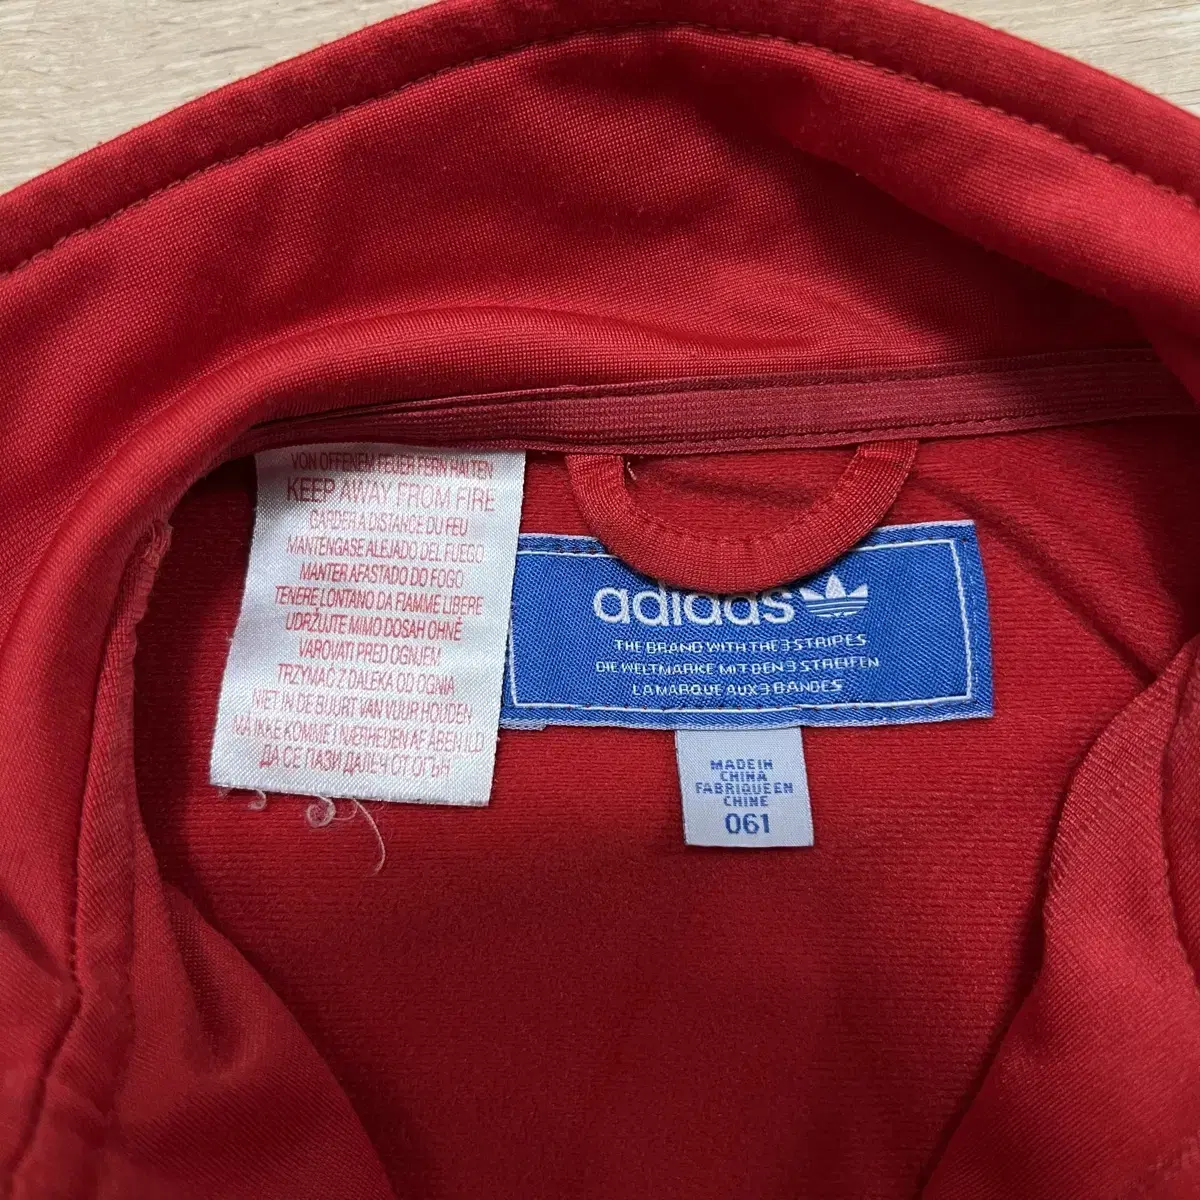 VON OFFENEM FEUER FERN HALTEN
KEEP AWAY FROM FIRE
GARDER A DISTANCE DU FEU
MANTENGASE ALEJADO DEL FUEGO
MANTER AFASTADO DO FOGO
TENERE LONTANO DA FIAMME LIBERE
UDRŽUJTE MIMO DOSAH OHNĚ
VAROVATI PRED OGNJEM
TRZYMAĆ Z DALEKA OD OGNIA
NIET IN DE BUURT VAN VUUR HOUDEN
MÅ IKKE KOMME I NÆRHEDEN AF ÅBEN ILD
ДА СЕ ПАЗИ ДАЛЕЧ ОТ ОГЪН
adidas
THE BRAND WITH THE 3 STRIPES
DIE WELTMARKE MIT DEN 3 STREIFEN
LA MARQUE AUX 3 BANDES
MADE IN
CHINA
FABRIQUE EN
CHINE
061